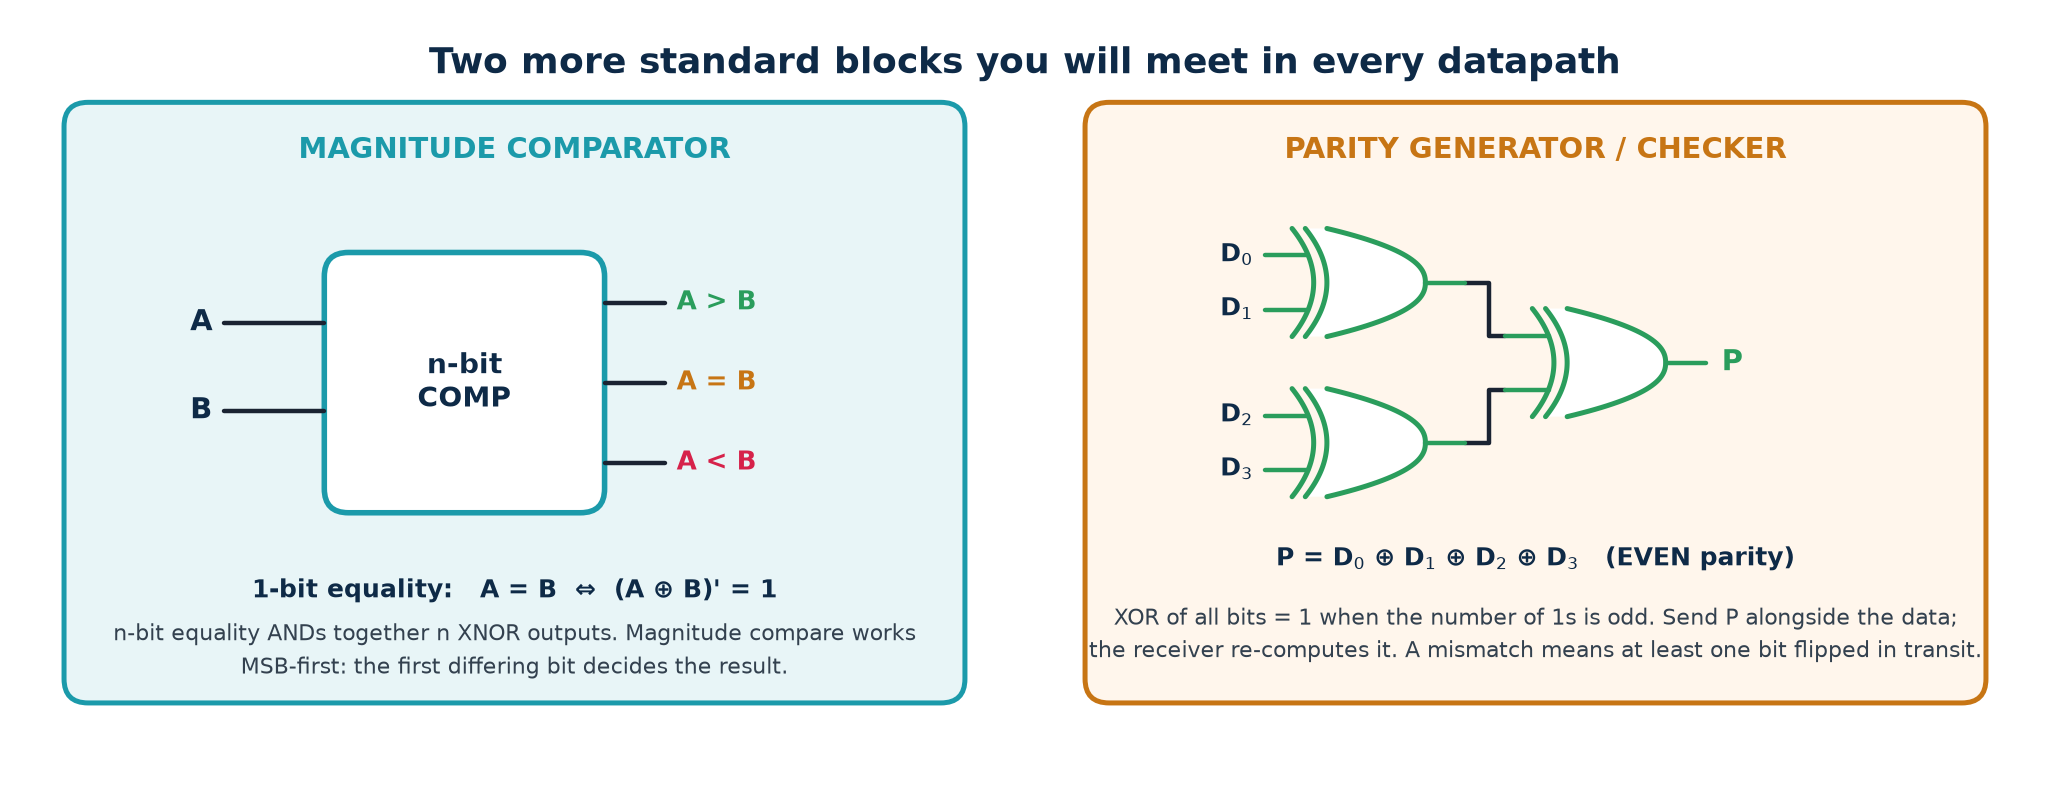 Two more standard blocks you will meet in every datapath
MAGNITUDE COMPARATOR
A
B
n-bit
COMP
A > B
A = B
A < B
1-bit equality: A = B ⇔ (A ⊕ B)' = 1
n-bit equality ANDs together n XNOR outputs. Magnitude compare works
MSB-first: the first differing bit decides the result.
PARITY GENERATOR / CHECKER
D₀
D₁
D₂
D₃
P
P = D₀ ⊕ D₁ ⊕ D₂ ⊕ D₃ (EVEN parity)
XOR of all bits = 1 when the number of 1s is odd. Send P alongside the data;
the receiver re-computes it. A mismatch means at least one bit flipped in transit.